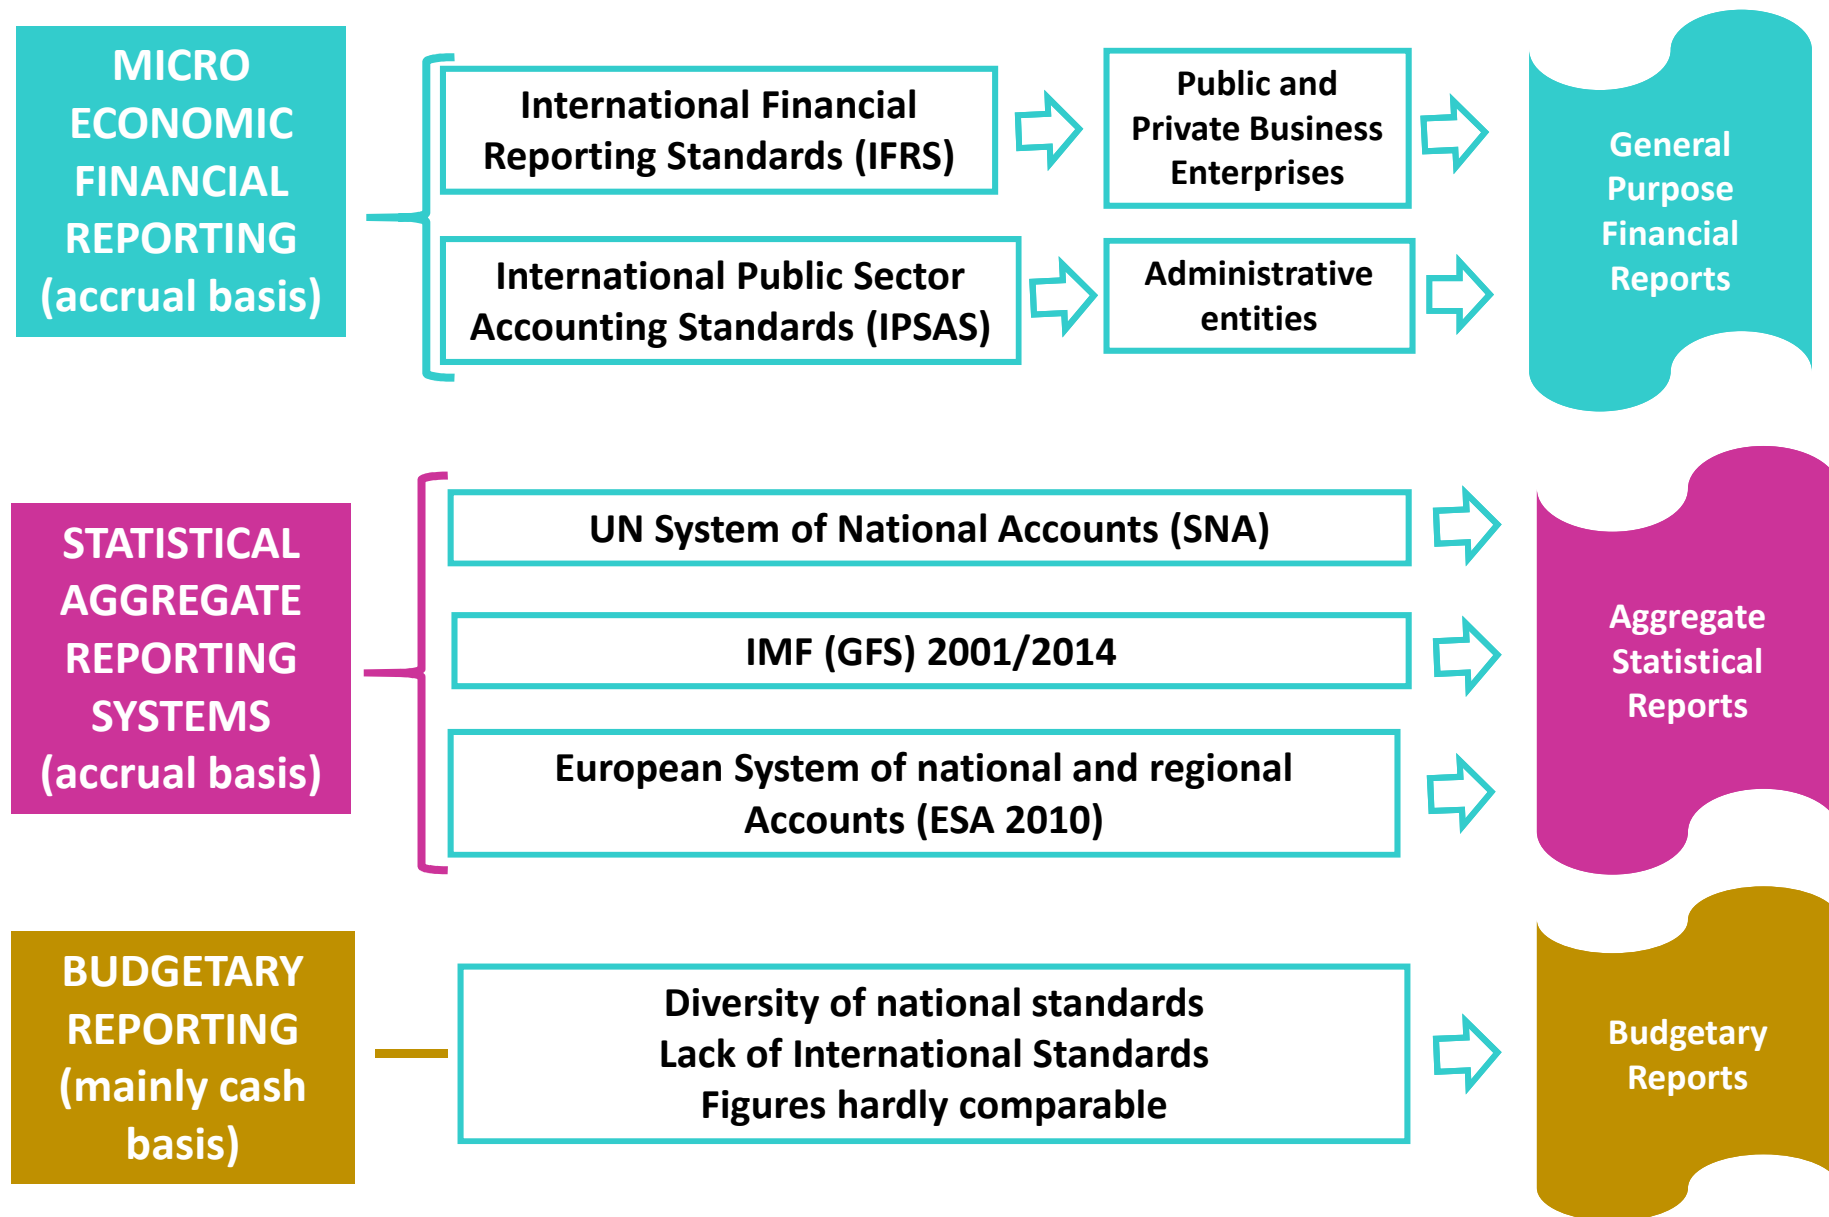 MICRO
ECONOMIC
FINANCIAL
REPORTING
(accrual basis)
International Financial
Reporting Standards (IFRS)
Public and
Private Business
Enterprises
International Public Sector
Accounting Standards (IPSAS)
Administrative
entities
General
Purpose
Financial
Reports
STATISTICAL
AGGREGATE
REPORTING
SYSTEMS
(accrual basis)
UN System of National Accounts (SNA)
IMF (GFS) 2001/2014
European System of national and regional
Accounts (ESA 2010)
Aggregate
Statistical
Reports
BUDGETARY
REPORTING
(mainly cash
basis)
Diversity of national standards
Lack of International Standards
Figures hardly comparable
Budgetary
Reports